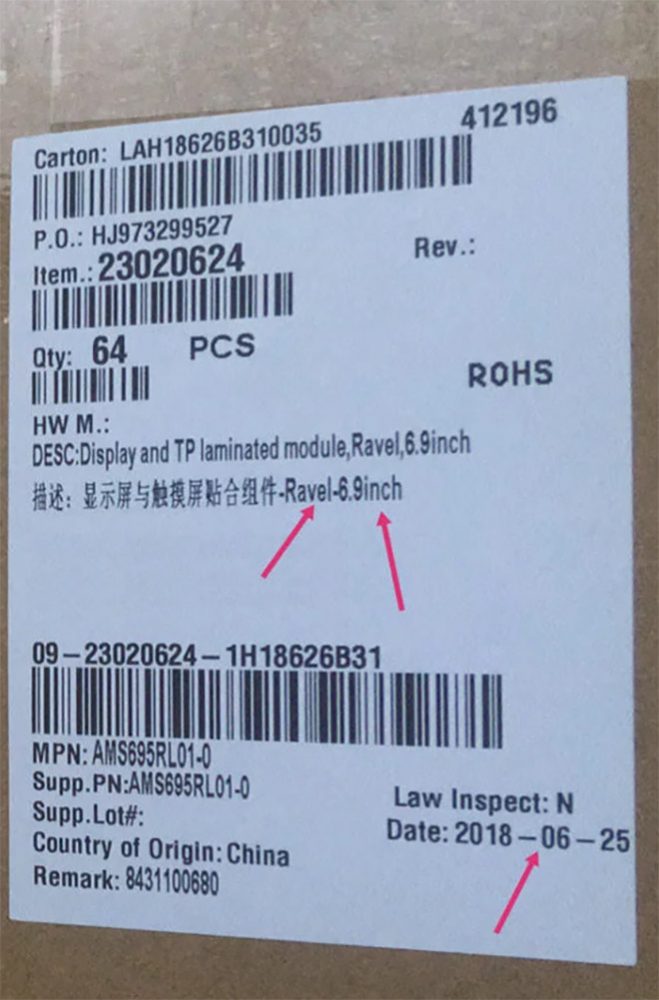 Carton: LAH18626B310035 412196
P.O.: HJ973299527
Rev.:
Item.: 23020624
Qty: 64 PCS
ROHS
HW M.:
DESC:Display and TP laminated module,Ravel,6.9inch
描述：显示屏与触摸屏贴合组件-Ravel-6.9inch
09-23020624-1H18626B31
MPN: AMS695RL01-0
Supp.PN:AMS695RL01-0
Law Inspect: N
Supp.Lot#:
Date: 2018-06-25
Country of Origin: China
Remark: 8431100680